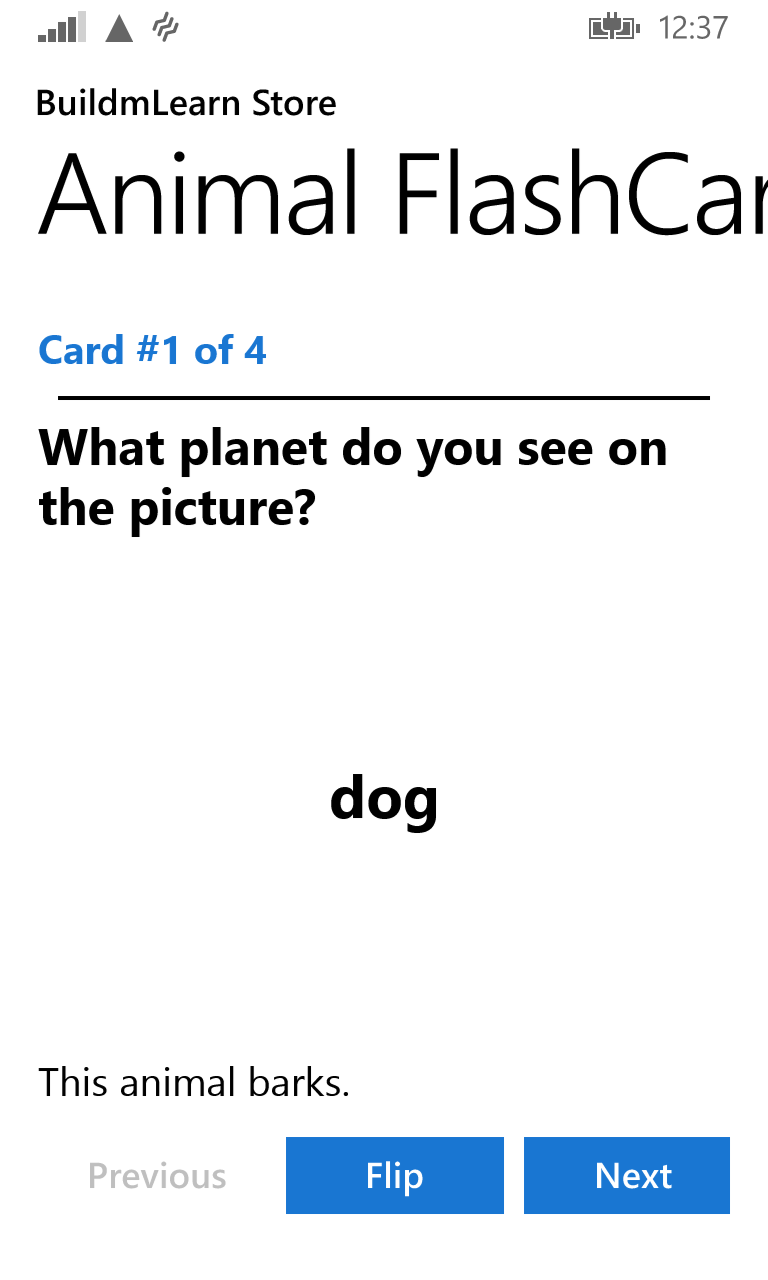 12:37
BuildmLearn Store
Animal FlashCar
Card #1 of 4
What planet do you see on
the picture?
dog
This animal barks.
Previous Flip Next